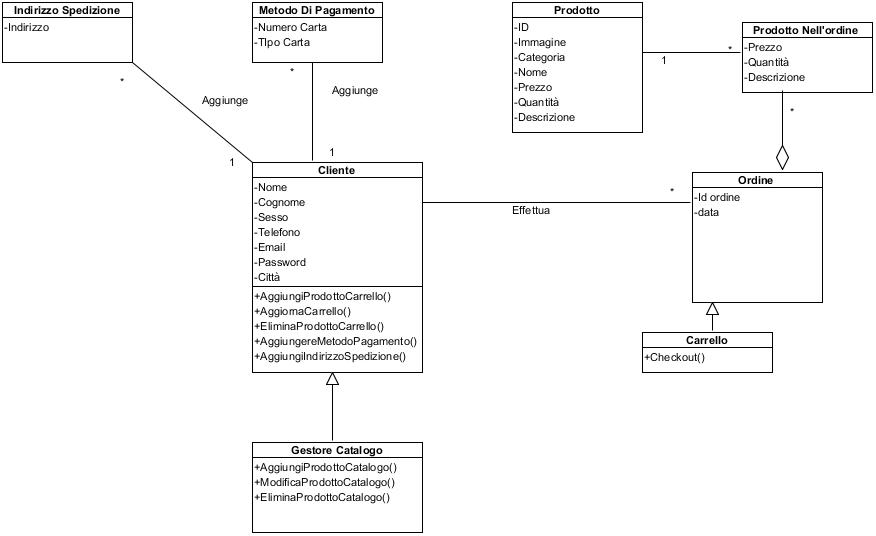 Indirizzo Spedizione
-Indirizzo
Metodo Di Pagamento
-Numero Carta
-TIpo Carta
Prodotto
-ID
-Immagine
-Categoria
-Nome
-Prezzo
-Quantità
-Descrizione
Prodotto Nell'ordine
-Prezzo
-Quantità
-Descrizione
*
1
*
*
Aggiunge
Aggiunge
*
1
1
Cliente
-Nome
-Cognome
-Sesso
-Telefono
-Email
-Password
-Città
+AggiungiProdottoCarrello()
+AggiornaCarrello()
+EliminaProdottoCarrello()
+AggiungereMetodoPagamento()
+AggiungiIndirizzoSpedizione()
*
Effettua
Ordine
-Id ordine
-data
Carrello
+Checkout()
Gestore Catalogo
+AggiungiProdottoCatalogo()
+ModificaProdottoCatalogo()
+EliminaProdottoCatalogo()